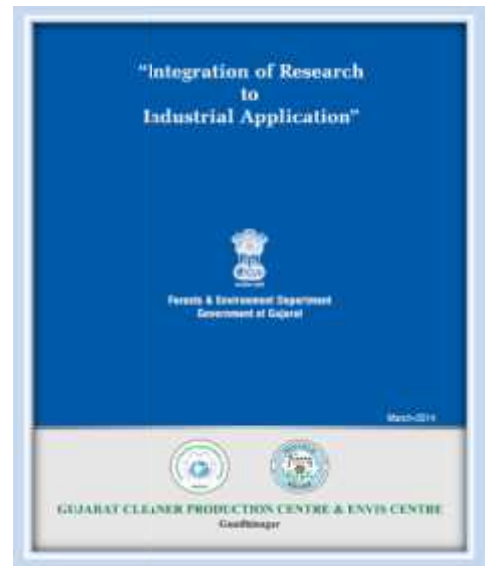 "Integration of Research
to
Industrial Application"
Forests & Environment Department
Government of Gujarat
March-2014
GUJARAT CLEANER PRODUCTION CENTRE & ENVIS CENTRE
Gandhinagar